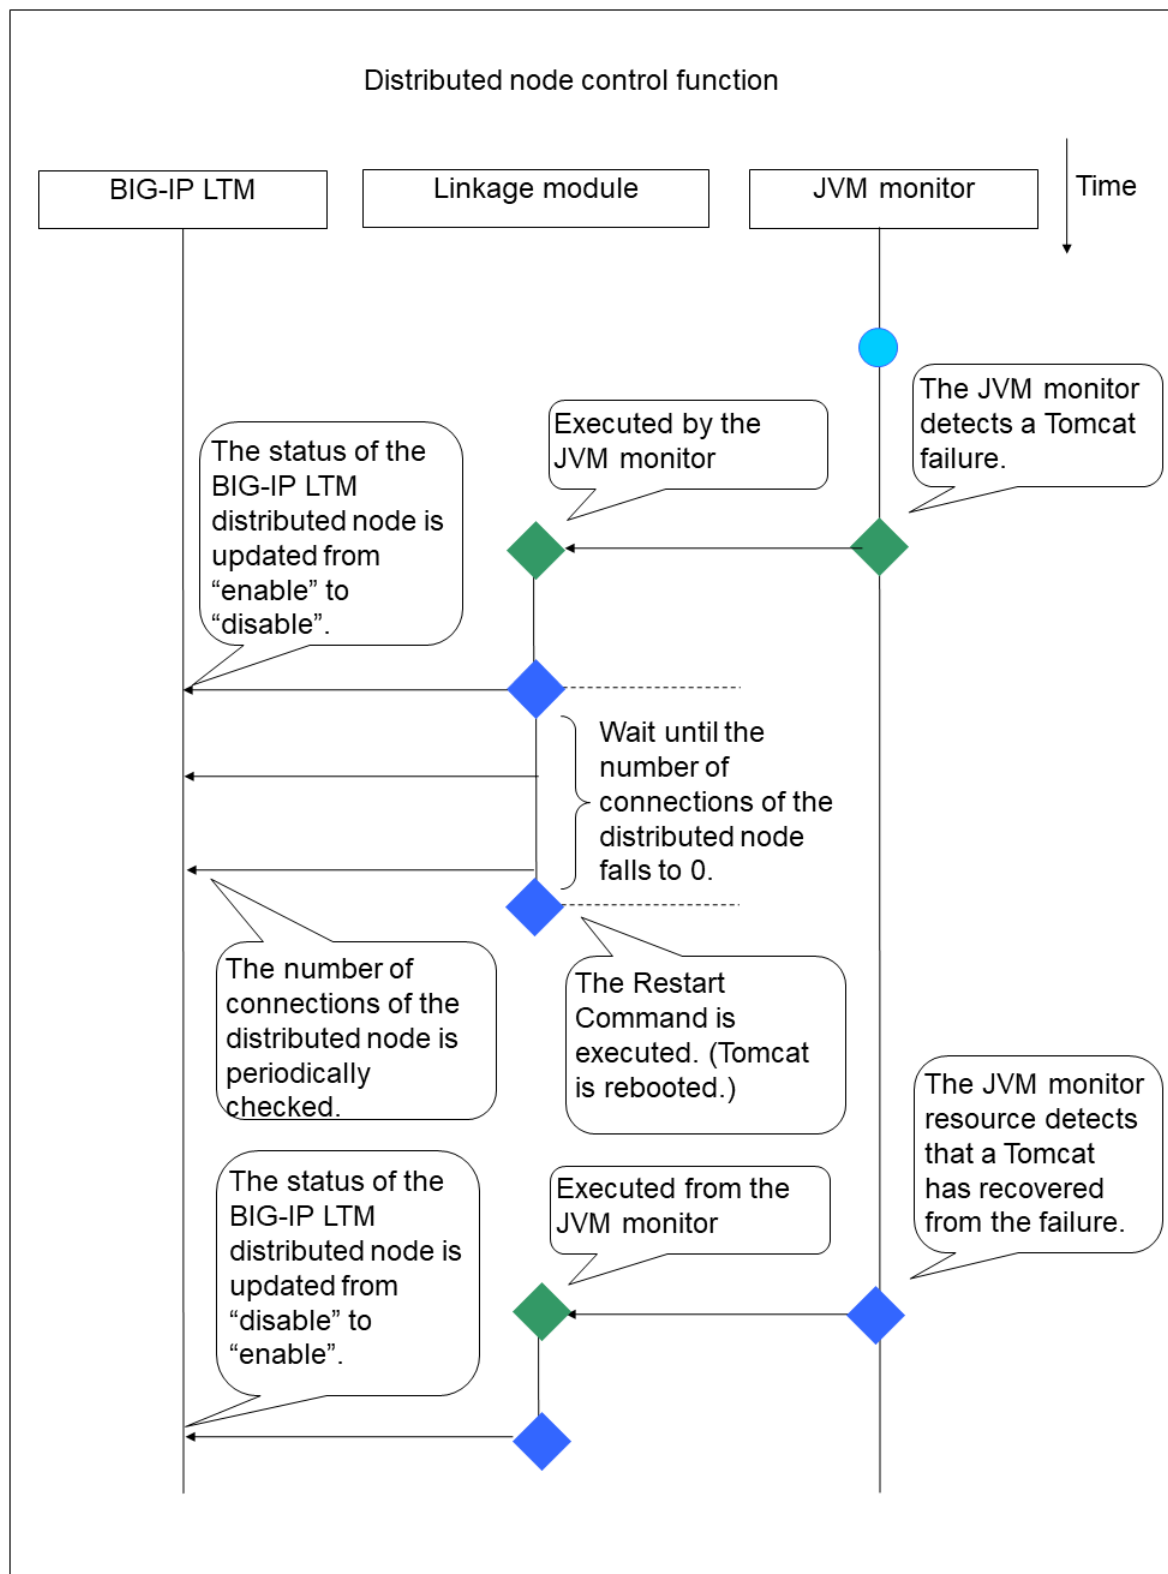 Distributed node control function
BIG-IP LTM
Linkage module
JVM monitor
Time
The JVM monitor
detects a Tomcat
failure.
Executed by the
JVM monitor
The status of the
BIG-IP LTM
distributed node is
updated from
“enable” to
“disable”.
Wait until the
number of
connections of the
distributed node
falls to 0.
The number of
connections of the
distributed node is
periodically
checked.
The Restart
Command is
executed. (Tomcat
is rebooted.)
The JVM monitor
resource detects
that a Tomcat
has recovered
from the failure.
Executed from the
JVM monitor
The status of the
BIG-IP LTM
distributed node is
updated from
“disable” to
“enable”.